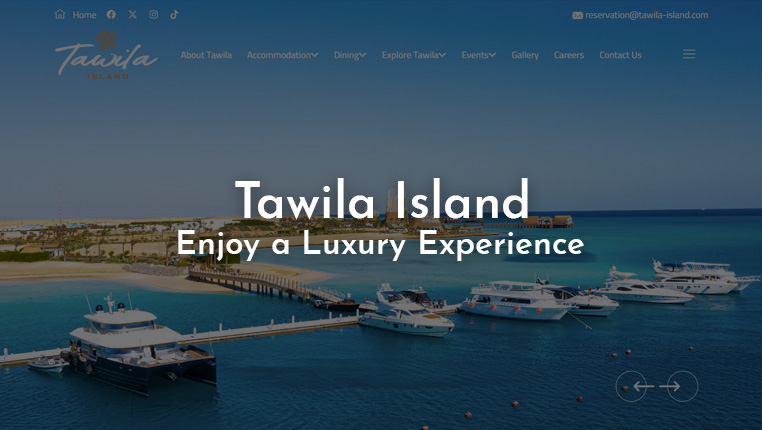 Home
reservation@tawila-island.com
Tawila
ISLAND
About Tawila Accommodation Dining Explore Tawila Events Gallery Careers Contact Us
Tawila Island
Enjoy a Luxury Experience